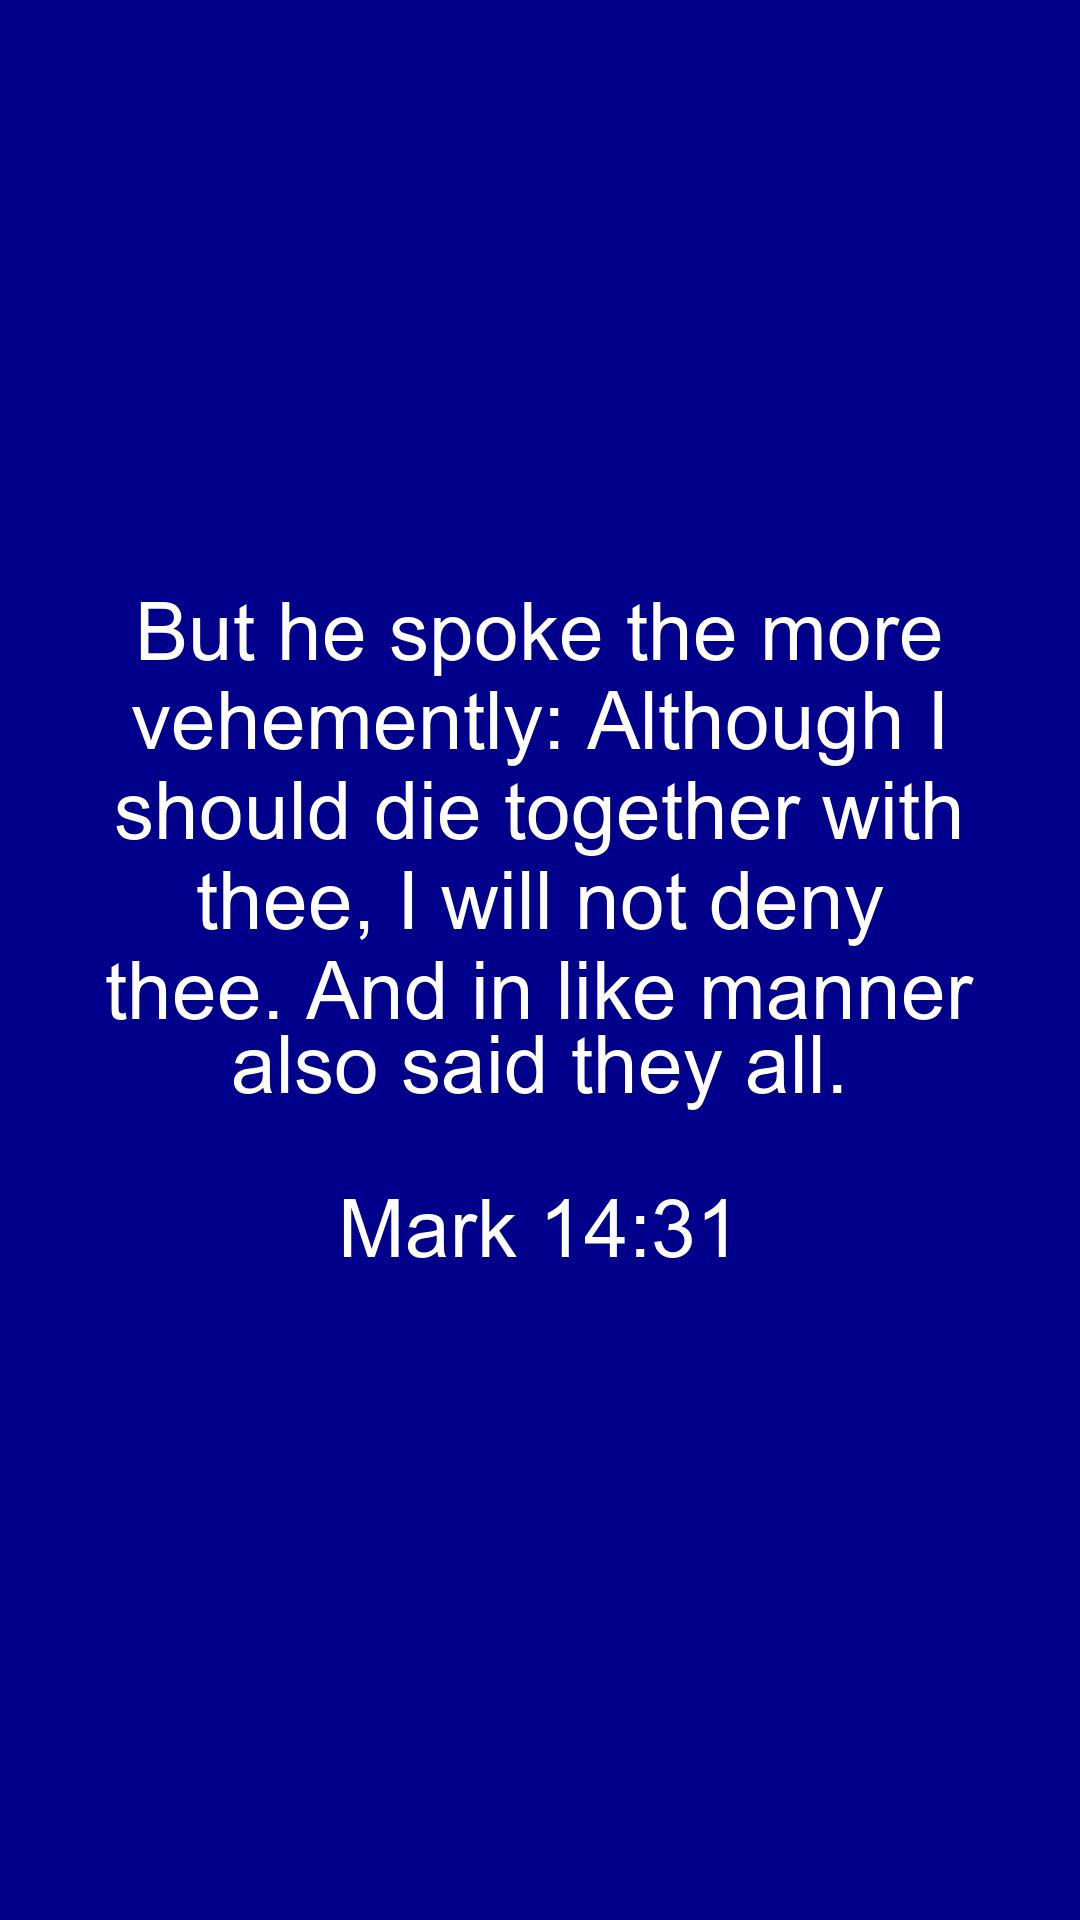 But he spoke the more
vehemently: Although I
should die together with
thee, I will not deny
thee. And in like manner
also said they all.
Mark 14:31